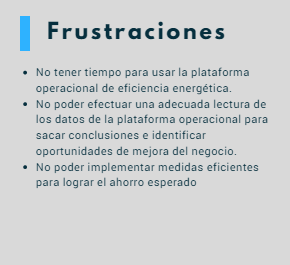 Frustraciones
• No tener tiempo para usar la plataforma
operacional de eficiencia energética.
• No poder efectuar una adecuada lectura de
los datos de la plataforma operacional para
sacar conclusiones e identificar
oportunidades de mejora del negocio.
• No poder implementar medidas eficientes
para lograr el ahorro esperado